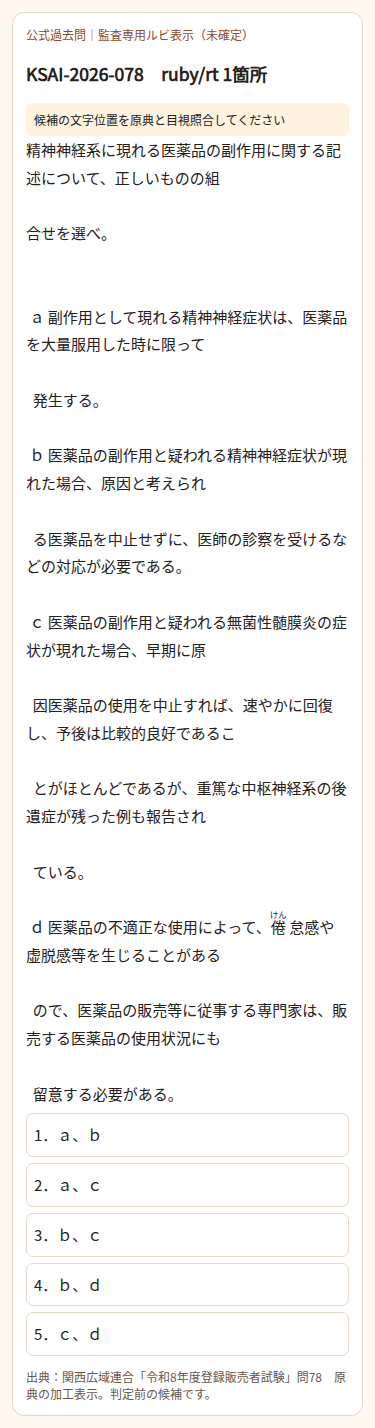 公式過去問｜監査専用ルビ表示（未確定）
KSAI-2026-078　ruby/rt 1箇所
候補の文字位置を原典と目視照合してください
精神神経系に現れる医薬品の副作用に関する記
述について、正しいものの組
合せを選べ。
ａ 副作用として現れる精神神経症状は、医薬品
を大量服用した時に限って
発生する。
ｂ 医薬品の副作用と疑われる精神神経症状が現
れた場合、原因と考えられ
る医薬品を中止せずに、医師の診察を受けるな
どの対応が必要である。
ｃ 医薬品の副作用と疑われる無菌性髄膜炎の症
状が現れた場合、早期に原
因医薬品の使用を中止すれば、速やかに回復
し、予後は比較的良好であるこ
とがほとんどであるが、重篤な中枢神経系の後
遺症が残った例も報告され
ている。
けん
ｄ 医薬品の不適正な使用によって、倦 怠感や
虚脱感等を生じることがある
ので、医薬品の販売等に従事する専門家は、販
売する医薬品の使用状況にも
留意する必要がある。
1．ａ、ｂ
2．ａ、ｃ
3．ｂ、ｃ
4．ｂ、ｄ
5．ｃ、ｄ
出典：関西広域連合「令和8年度登録販売者試験」問78　原
典の加工表示。判定前の候補です。